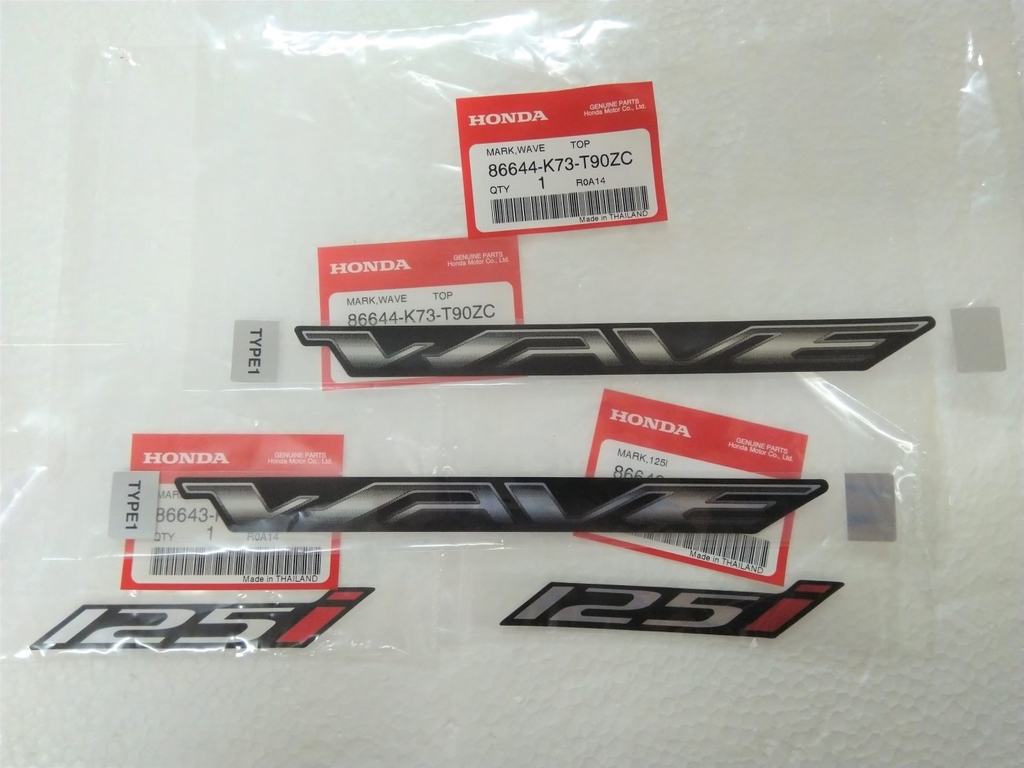 HONDA
GENUINE PARTS
Honda Motor Co., Ltd.
MARK,WAVE TOP
86644-K73-T90ZC
QTY 1 R0A14
Made in THAILAND
HONDA
GENUINE PARTS
Honda Motor Co., Ltd.
MARK,WAVE TOP
86644-K73-T90ZC
TYPE1
WAVE
HONDA
GENUINE PARTS
Honda Motor Co., Ltd.
86643-
QTY 1 R0A14
Made in THAILAND
HONDA
GENUINE PARTS
Honda Motor Co., Ltd.
MARK,125i
Made in THAILAND
TYPE1
WAVE
125i
125i